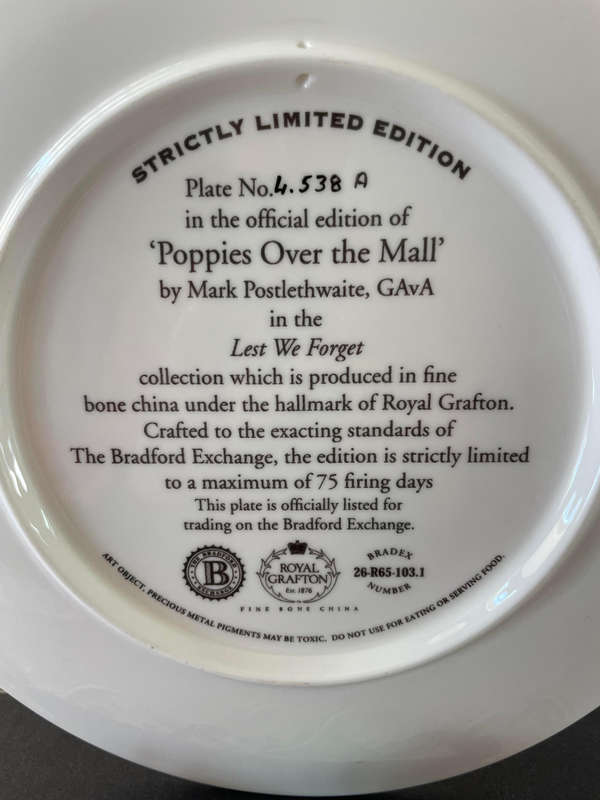 STRICTLY LIMITED EDITION
Plate No. 4.538 A
in the official edition of
‘Poppies Over the Mall’
by Mark Postlethwaite, GAvA
in the
Lest We Forget
collection which is produced in fine
bone china under the hallmark of Royal Grafton.
Crafted to the exacting standards of
The Bradford Exchange, the edition is strictly limited
to a maximum of 75 firing days
This plate is officially listed for
trading on the Bradford Exchange.
THE BRADFORD
B
EXCHANGE
ROYAL
GRAFTON
Est. 1876
FINE BONE CHINA
BRADEX
26-R65-103.1
NUMBER
ART OBJECT. PRECIOUS METAL PIGMENTS MAY BE TOXIC. DO NOT USE FOR EATING OR SERVING FOOD.